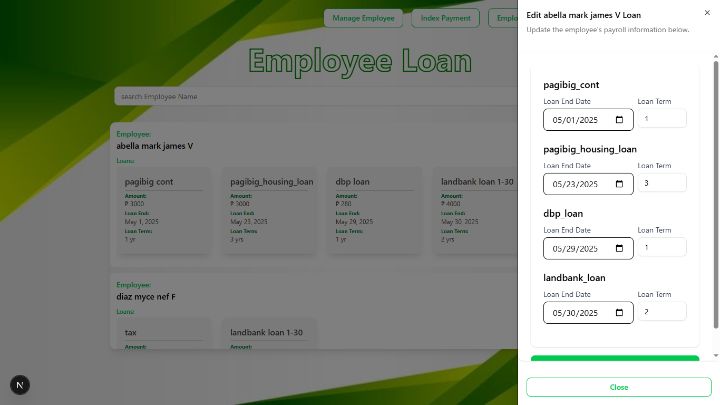 Manage Employee
Index Payment
Emplo
Employee Loan
search Employee Name
Employee:
abella mark james V
Loans
pagibig cont
Amount:
₱ 3000
Loan End:
May 1, 2025
Loan Term:
1 yr
pagibig_housing_loan
Amount:
₱ 3000
Loan End:
May 23, 2025
Loan Term:
3 yrs
dbp loan
Amount:
₱ 280
Loan End:
May 29, 2025
Loan Term:
1 yr
landbank loan 1-30
Amount:
₱ 4000
Loan End:
May 30, 2025
Loan Term:
2 yrs
Employee:
diaz myce nef F
Loans
tax
Amount:
landbank loan 1-30
Amount:
N
Edit abella mark james V Loan
×
Update the employee's payroll information below.
pagibig_cont
Loan End Date Loan Term
05/01/2025 1
pagibig_housing_loan
Loan End Date Loan Term
05/23/2025 3
dbp_loan
Loan End Date Loan Term
05/29/2025 1
landbank_loan
Loan End Date Loan Term
05/30/2025 2
Close